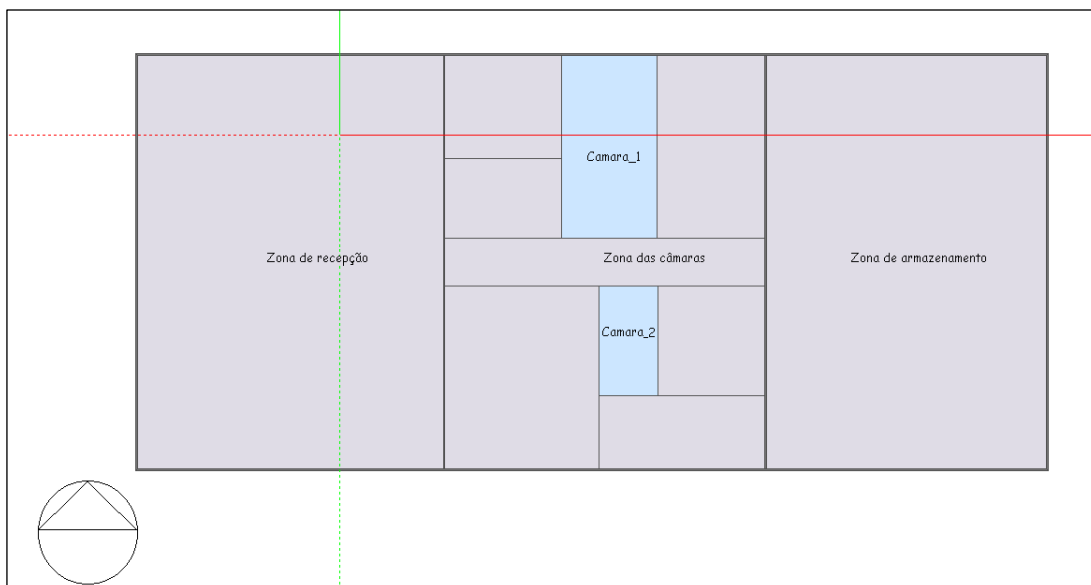 Camara_1
Zona de recepção
Zona das câmaras
Zona de armazenamento
Camara_2